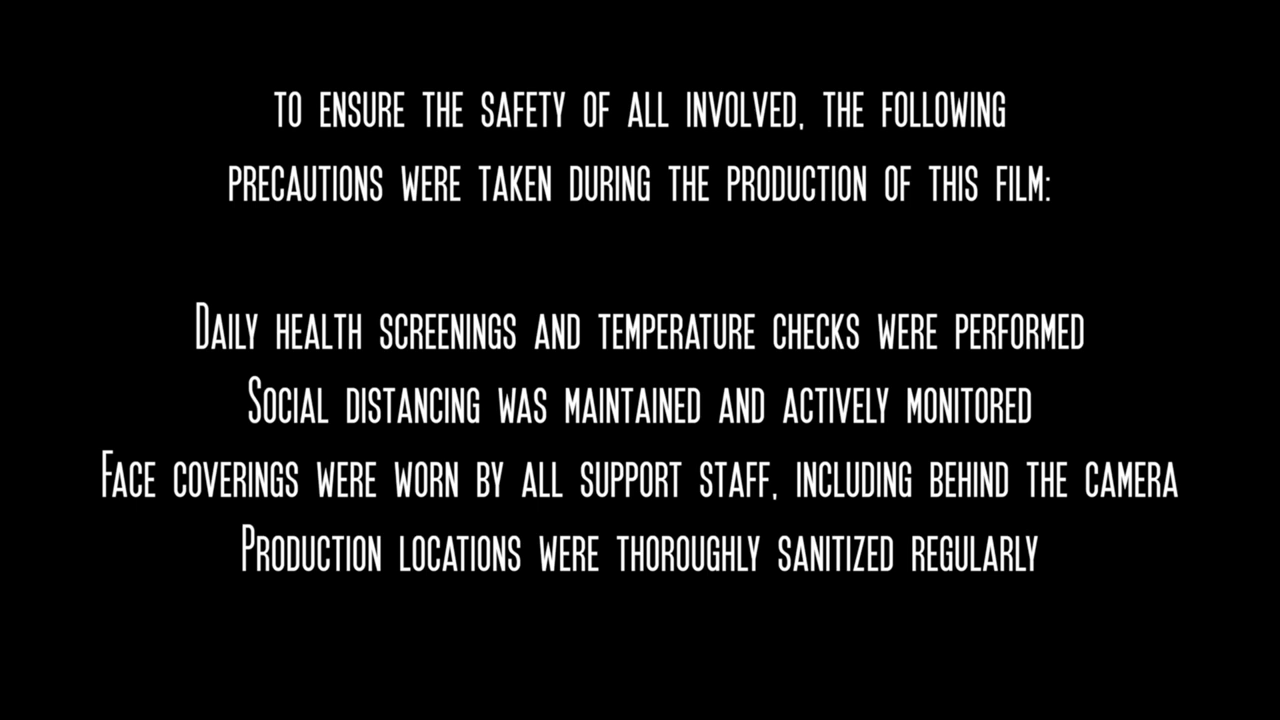 TO ENSURE THE SAFETY OF ALL INVOLVED, THE FOLLOWING
PRECAUTIONS WERE TAKEN DURING THE PRODUCTION OF THIS FILM:
DAILY HEALTH SCREENINGS AND TEMPERATURE CHECKS WERE PERFORMED
SOCIAL DISTANCING WAS MAINTAINED AND ACTIVELY MONITORED
FACE COVERINGS WERE WORN BY ALL SUPPORT STAFF, INCLUDING BEHIND THE CAMERA
PRODUCTION LOCATIONS WERE THOROUGHLY SANITIZED REGULARLY